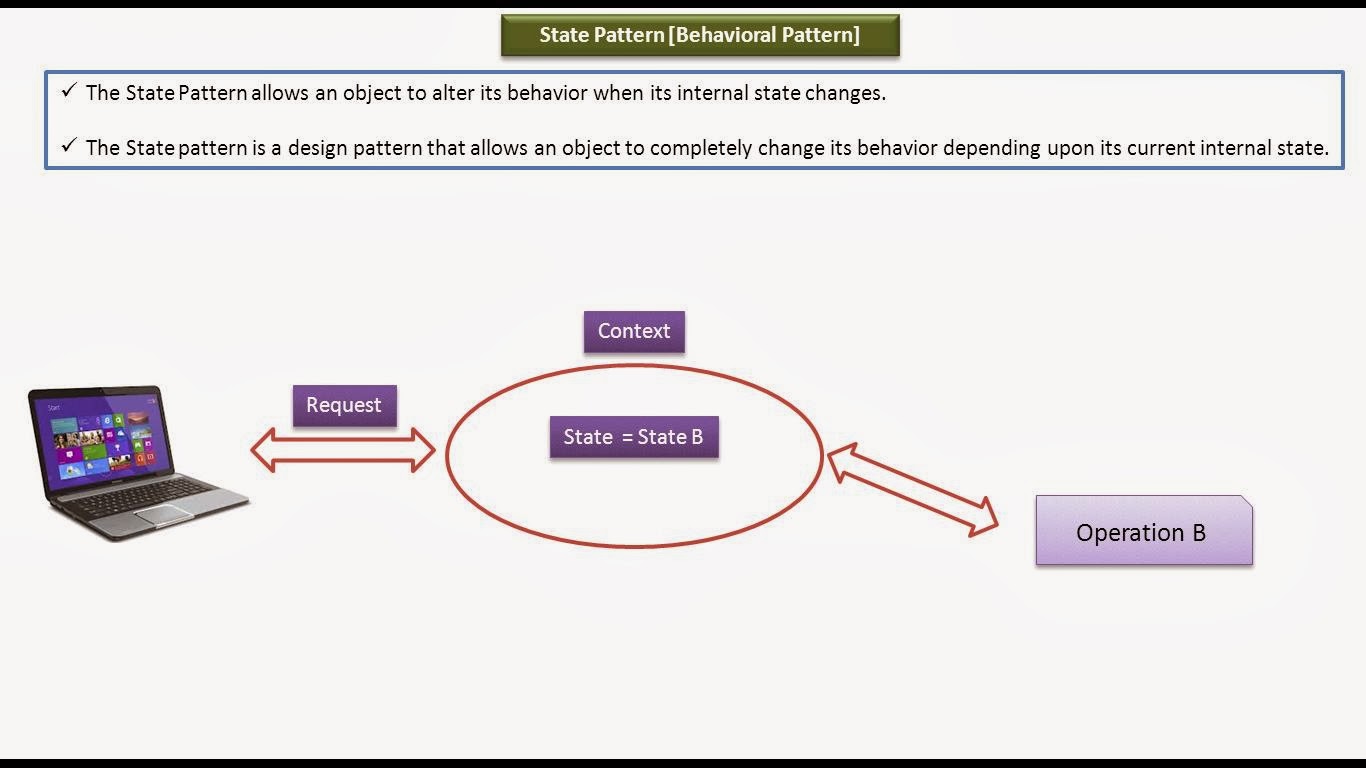 State Pattern [Behavioral Pattern]
✓ The State Pattern allows an object to alter its behavior when its internal state changes.
✓ The State pattern is a design pattern that allows an object to completely change its behavior depending upon its current internal state.
Context
Request
State = State B
Start
Operation B